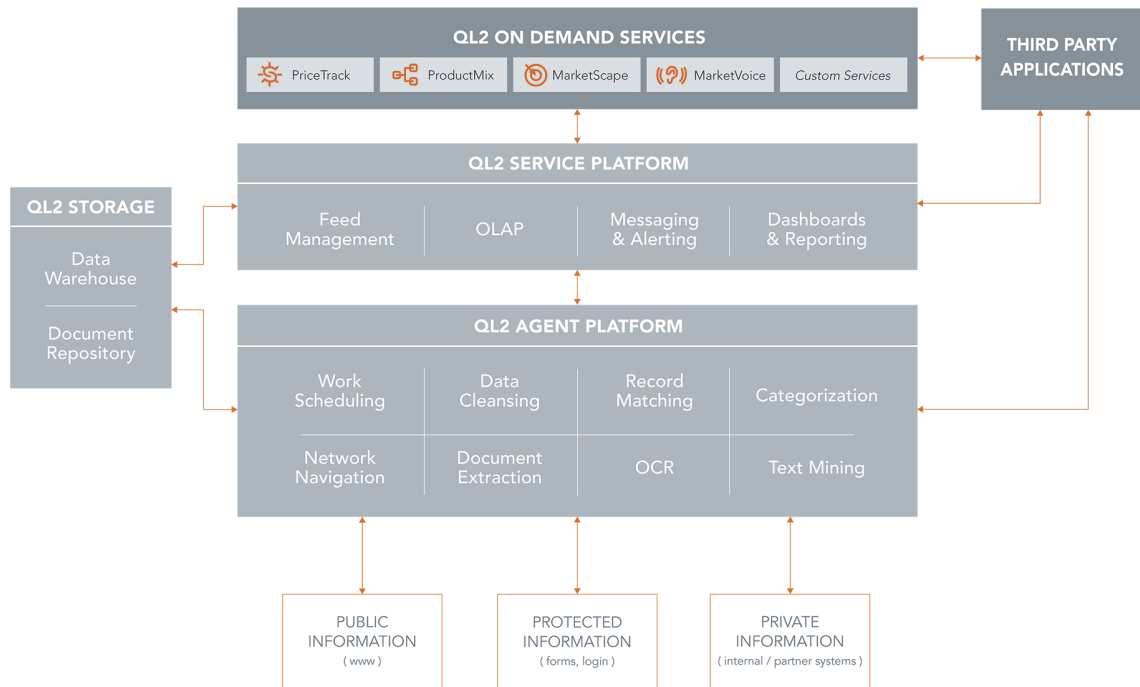 QL2 ON DEMAND SERVICES
PriceTrack
ProductMix
MarketScape
MarketVoice
Custom Services
THIRD PARTY
APPLICATIONS
QL2 SERVICE PLATFORM
Feed
Management
OLAP
Messaging
& Alerting
Dashboards
& Reporting
QL2 STORAGE
Data
Warehouse
Document
Repository
QL2 AGENT PLATFORM
Work
Scheduling
Data
Cleansing
Record
Matching
Categorization
Network
Navigation
Document
Extraction
OCR
Text Mining
PUBLIC
INFORMATION
( www )
PROTECTED
INFORMATION
( forms, login )
PRIVATE
INFORMATION
( internal / partner systems )